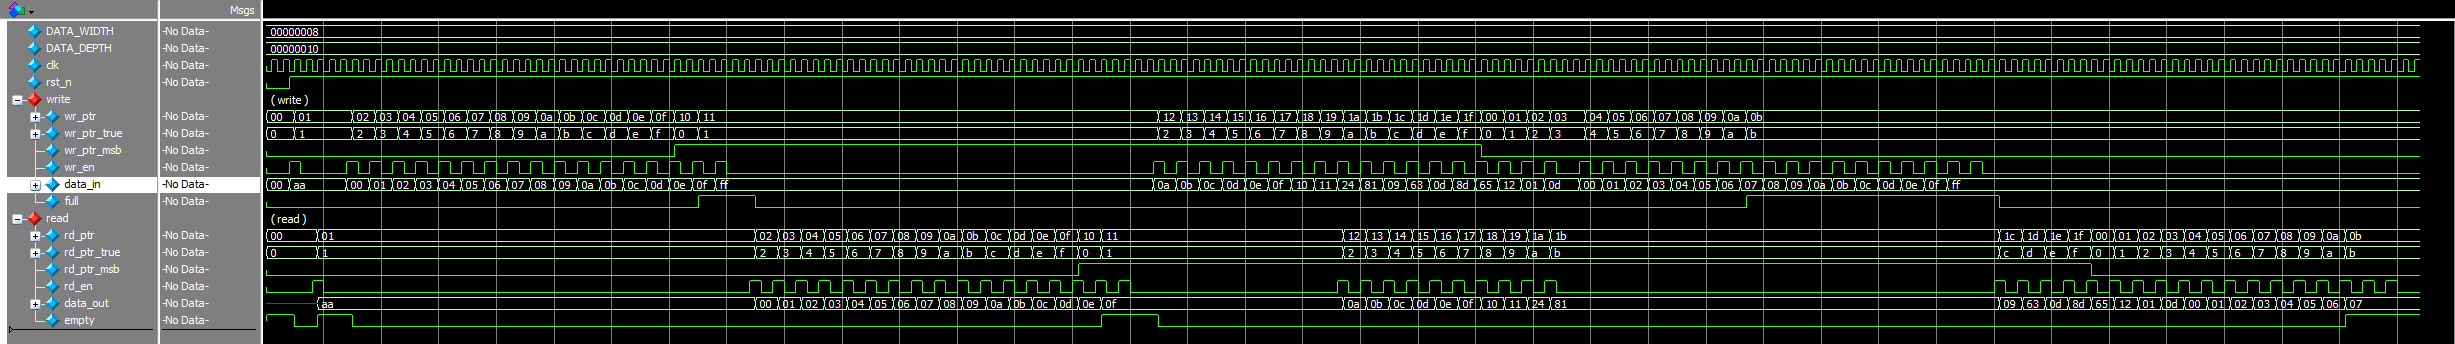 Msgs
DATA_WIDTH -No Data- 00000008
DATA_DEPTH -No Data- 00000010
clk -No Data-
rst_n -No Data-
write (write)
wr_ptr -No Data- 00 01 02 03 04 05 06 07 08 09 0a 0b 0c 0d 0e 0f 10 11 12 13 14 15 16 17 18 19 1a 1b 1c 1d 1e 1f 00 01 02 03 04 05 06 07 08 09 0a 0b
wr_ptr_true -No Data- 0 1 2 3 4 5 6 7 8 9 a b c d e f 0 1 2 3 4 5 6 7 8 9 a b c d e f 0 1 2 3 4 5 6 7 8 9 a b
wr_ptr_msb -No Data-
wr_en -No Data-
data_in -No Data- 00 aa 00 01 02 03 04 05 06 07 08 09 0a 0b 0c 0d 0e 0f ff 0a 0b 0c 0d 0e 0f 10 11 24 81 09 63 0d 8d 65 12 01 0d 00 01 02 03 04 05 06 07 08 09 0a 0b 0c 0d 0e 0f ff
full -No Data-
read (read)
rd_ptr -No Data- 00 01 02 03 04 05 06 07 08 09 0a 0b 0c 0d 0e 0f 10 11 12 13 14 15 16 17 18 19 1a 1b 1c 1d 1e 1f 00 01 02 03 04 05 06 07 08 09 0a 0b
rd_ptr_true -No Data- 0 1 2 3 4 5 6 7 8 9 a b c d e f 0 1 2 3 4 5 6 7 8 9 a b c d e f 0 1 2 3 4 5 6 7 8 9 a b
rd_ptr_msb -No Data-
rd_en -No Data-
data_out -No Data- aa 00 01 02 03 04 05 06 07 08 09 0a 0b 0c 0d 0e 0f 0a 0b 0c 0d 0e 0f 10 11 24 81 09 63 0d 8d 65 12 01 0d 00 01 02 03 04 05 06 07
empty -No Data-